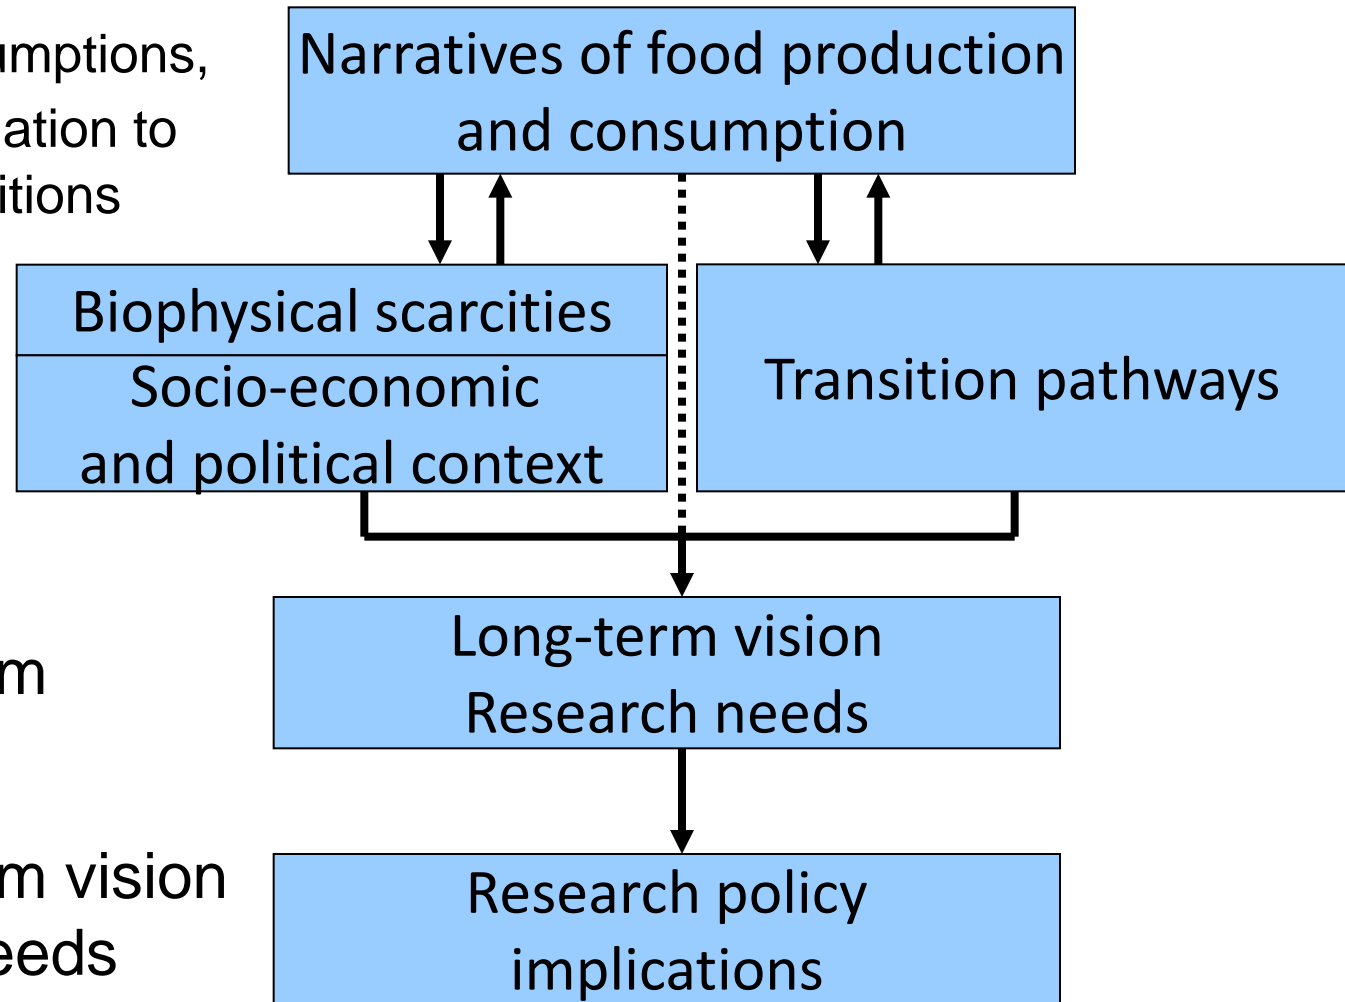 umptions,
ation to
itions
Narratives of food production
and consumption
Biophysical scarcities
Socio-economic
and political context
Transition pathways
m
Long-term vision
Research needs
m vision
eeds
Research policy
implications